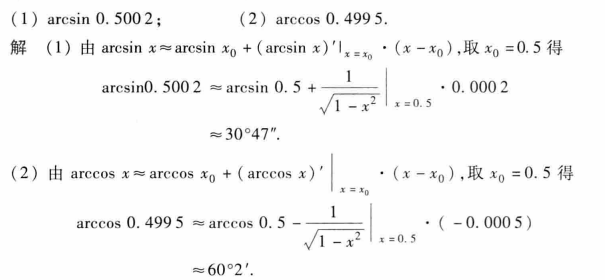 (1) arcsin 0.500 2; (2) arccos 0.499 5.
解 (1) 由 arcsin x≈arcsin x₀ + (arcsin x)′|ₓ₌ₓ₀ · (x − x₀),取 x₀ = 0.5 得
arcsin0.500 2 ≈ arcsin 0.5 + 1/√(1 − x²) |ₓ₌₀.₅ · 0.000 2
≈30°47″.
(2) 由 arccos x≈arccos x₀ + (arccos x)′ |ₓ₌ₓ₀ · (x − x₀),取 x₀ = 0.5 得
arccos 0.499 5 ≈arccos 0.5 − 1/√(1 − x²) |ₓ₌₀.₅ · ( − 0.000 5)
≈60°2′.